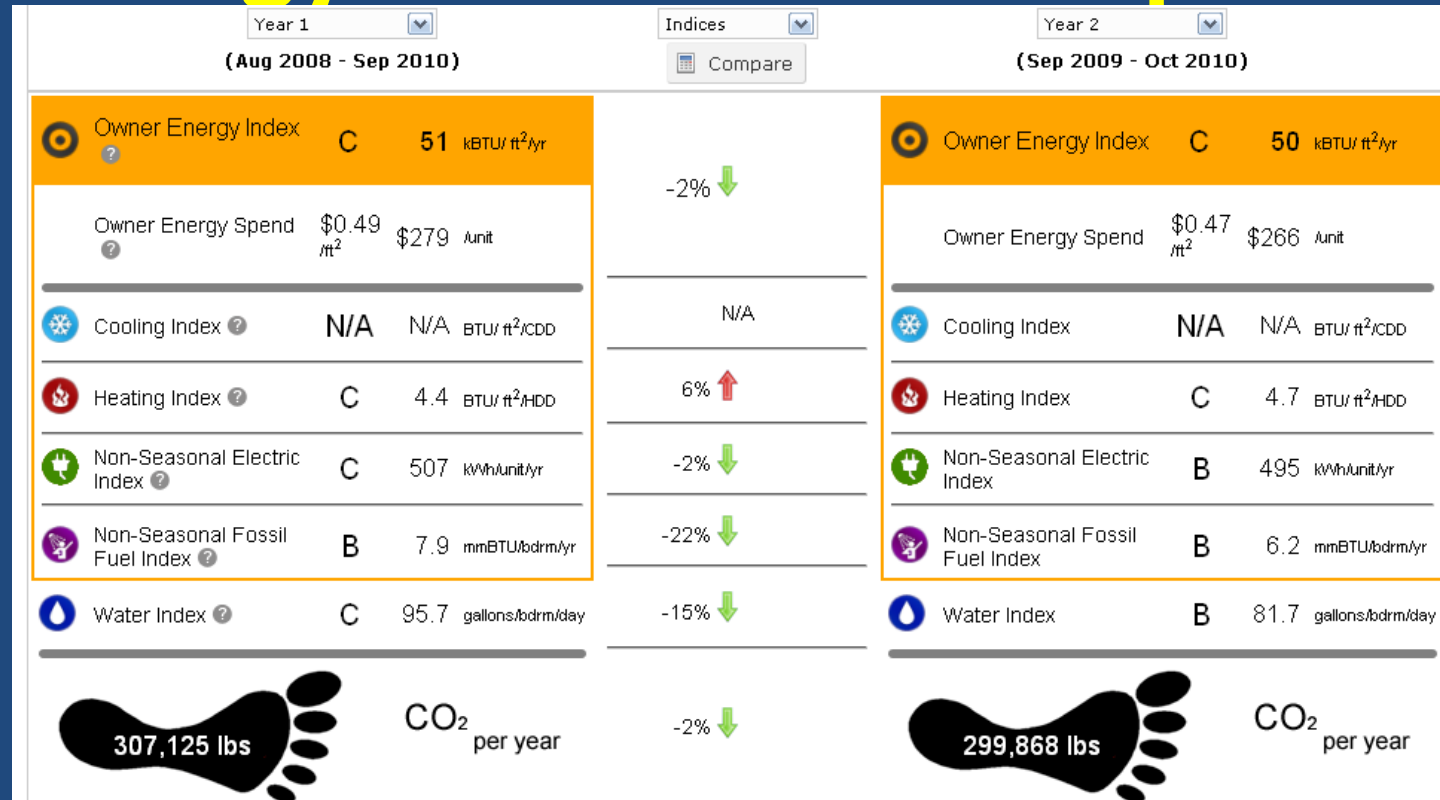 Year 1 Indices Year 2
(Aug 2008 - Sep 2010) Compare (Sep 2009 - Oct 2010)
Owner Energy Index ? C 51 kBTU/ ft²/yr
-2%
Owner Energy Index C 50 kBTU/ ft²/yr
Owner Energy Spend ? $0.49 /ft² $279 /unit
Owner Energy Spend $0.47 /ft² $266 /unit
Cooling Index ? N/A N/A BTU/ ft²/CDD
N/A
Cooling Index N/A N/A BTU/ ft²/CDD
Heating Index ? C 4.4 BTU/ ft²/HDD
6%
Heating Index C 4.7 BTU/ ft²/HDD
Non-Seasonal Electric
Index ? C 507 kWh/unit/yr
-2%
Non-Seasonal Electric
Index B 495 kWh/unit/yr
Non-Seasonal Fossil
Fuel Index ? B 7.9 mmBTU/bdrm/yr
-22%
Non-Seasonal Fossil
Fuel Index B 6.2 mmBTU/bdrm/yr
Water Index ? C 95.7 gallons/bdrm/day
-15%
Water Index B 81.7 gallons/bdrm/day
307,125 lbs CO₂ per year
-2%
299,868 lbs CO₂ per year